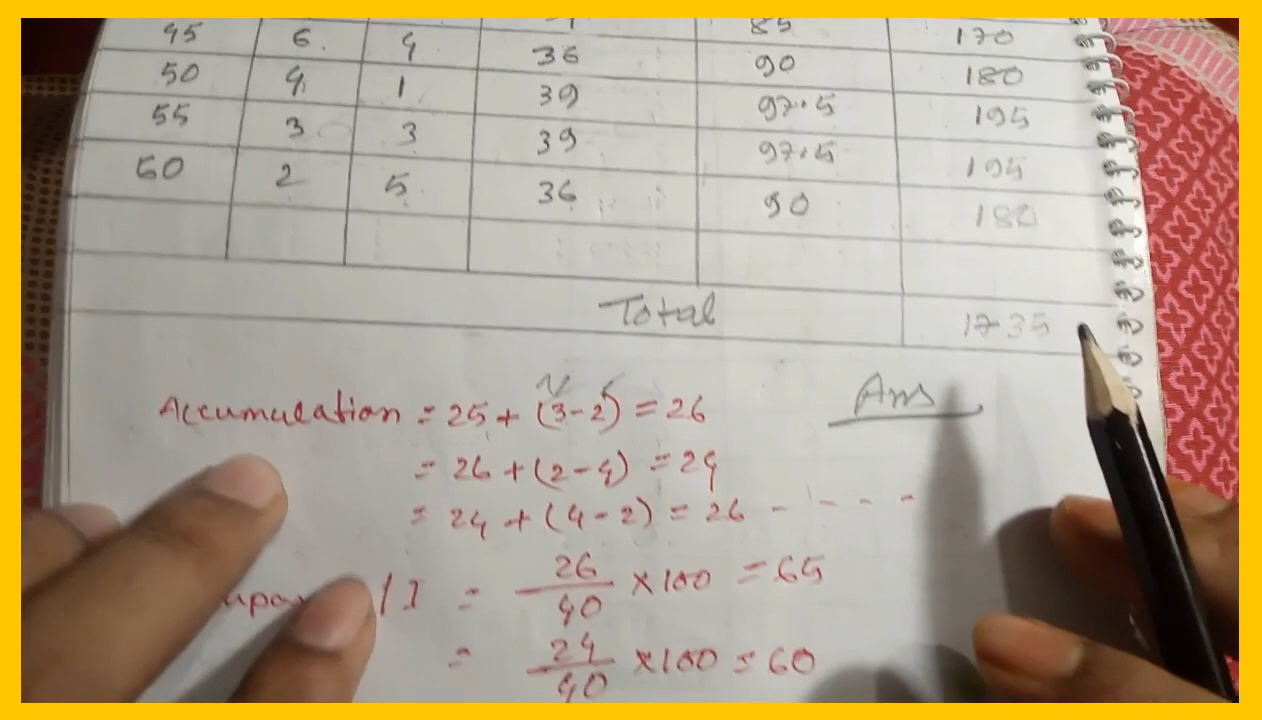 45 6 4 85 170
50 4 1 36 90 180
55 3 3 39 97.5 195
60 2 5 39 97.5 195
36 90 180
Total 1735
Accumulation = 25 + (3-2) = 26 Ans
= 26 + (2-4) = 24
= 24 + (4-2) = 26 - - - -
/ I = 26/40 × 100 = 65
= 24/40 × 100 = 60